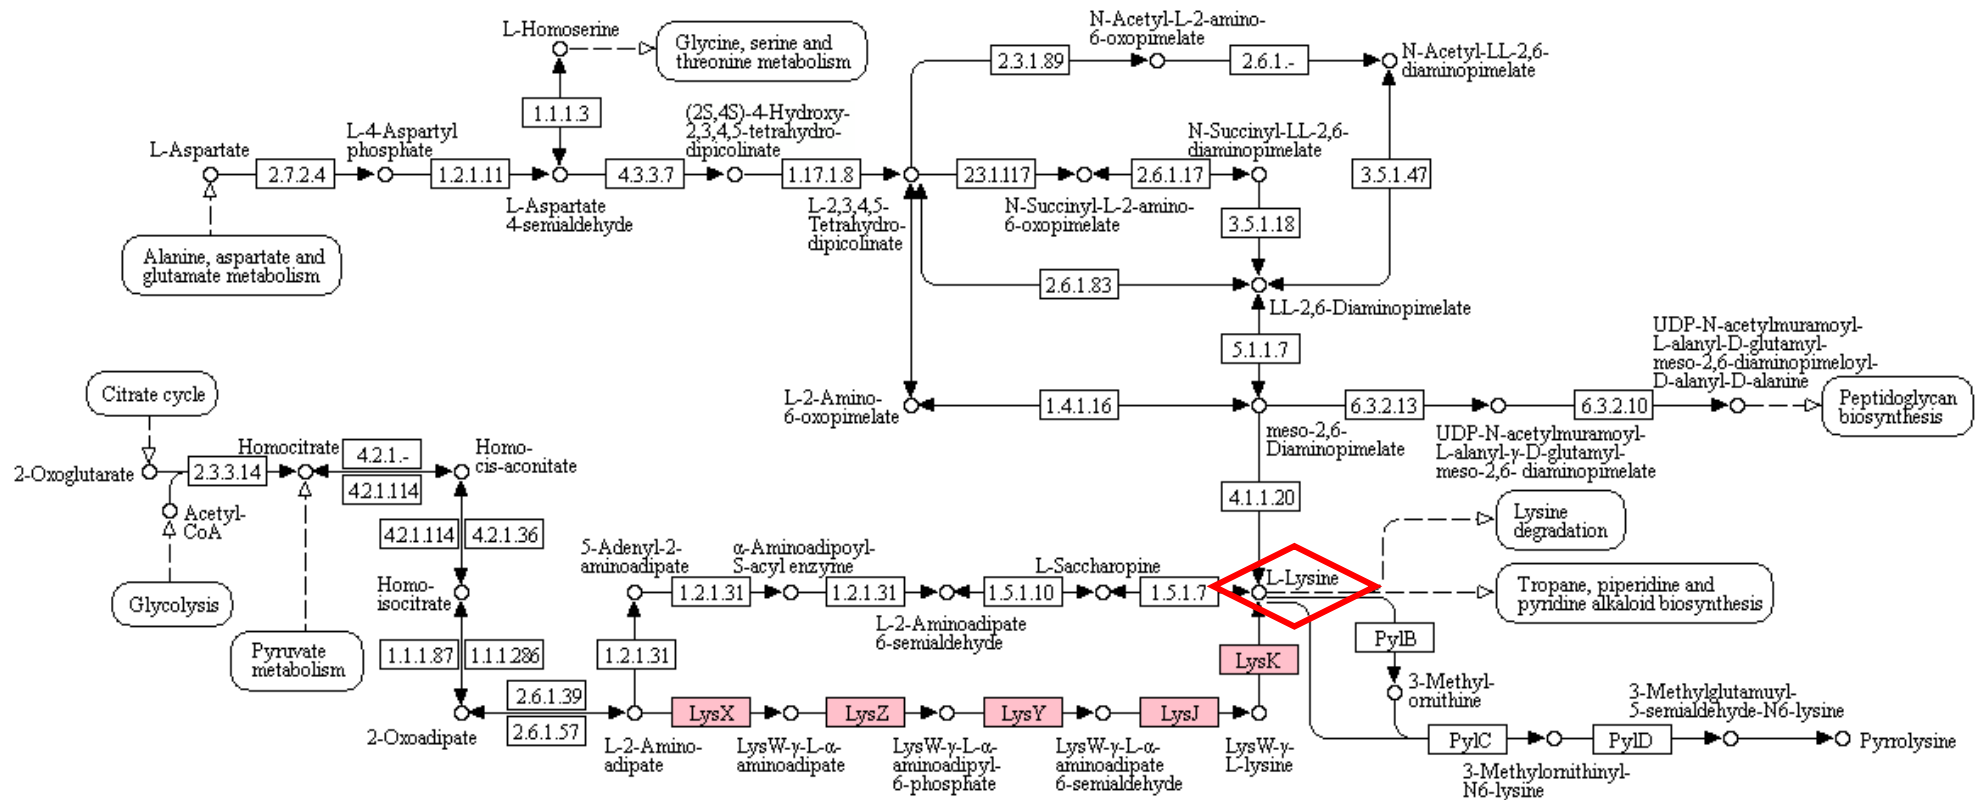 L-Homoserine
Glycine, serine and
threonine metabolism
N-Acetyl-L-2-amino-
6-oxopimelate
2.3.1.89
2.6.1.-
N-Acetyl-LL-2,6-
diaminopimelate
1.1.1.3
L-Aspartate
2.7.2.4
L-4-Aspartyl
phosphate
1.2.1.11
L-Aspartate
4-semialdehyde
4.3.3.7
(2S,4S)-4-Hydroxy-
2,3,4,5-tetrahydro-
dipicolinate
1.17.1.8
L-2,3,4,5-
Tetrahydro-
dipicolinate
2.3.1.117
N-Succinyl-L-2-amino-
6-oxopimelate
2.6.1.17
N-Succinyl-LL-2,6-
diaminopimelate
3.5.1.47
3.5.1.18
Alanine, aspartate and
glutamate metabolism
2.6.1.83
LL-2,6-Diaminopimelate
5.1.1.7
UDP-N-acetylmuramoyl-
L-alanyl-D-glutamyl-
meso-2,6-diaminopimeloyl-
D-alanyl-D-alanine
L-2-Amino-
6-oxopimelate
1.4.1.16
meso-2,6-
Diaminopimelate
6.3.2.13
UDP-N-acetylmuramoyl-
L-alanyl-γ-D-glutamyl-
meso-2,6- diaminopimelate
6.3.2.10
Peptidoglycan
biosynthesis
Citrate cycle
2-Oxoglutarate
2.3.3.14
Homocitrate
4.2.1.-
4.2.1.114
Homo-
cis-aconitate
Acetyl-
CoA
4.2.1.114
4.2.1.36
4.1.1.20
Lysine
degradation
Glycolysis
Homo-
isocitrate
5-Adenyl-2-
aminoadipate
1.2.1.31
α-Aminoadipoyl-
S-acyl enzyme
1.2.1.31
L-2-Aminoadipate
6-semialdehyde
1.5.1.10
L-Saccharopine
1.5.1.7
L-Lysine
Tropane, piperidine and
pyridine alkaloid biosynthesis
Pyruvate
metabolism
1.1.1.87
1.1.1.286
1.2.1.31
LysK
PylB
3-Methyl-
ornithine
2-Oxoadipate
2.6.1.39
2.6.1.57
L-2-Amino-
adipate
LysX
LysW-γ-L-α-
aminoadipate
LysZ
LysW-γ-L-α-
aminoadipyl-
6-phosphate
LysY
LysW-γ-L-α-
aminoadipate
6-semialdehyde
LysJ
LysW-γ-
L-lysine
PylC
3-Methylornithinyl-
N6-lysine
PylD
3-Methylglutamuyl-
5-semialdehyde-N6-lysine
Pyrrolysine